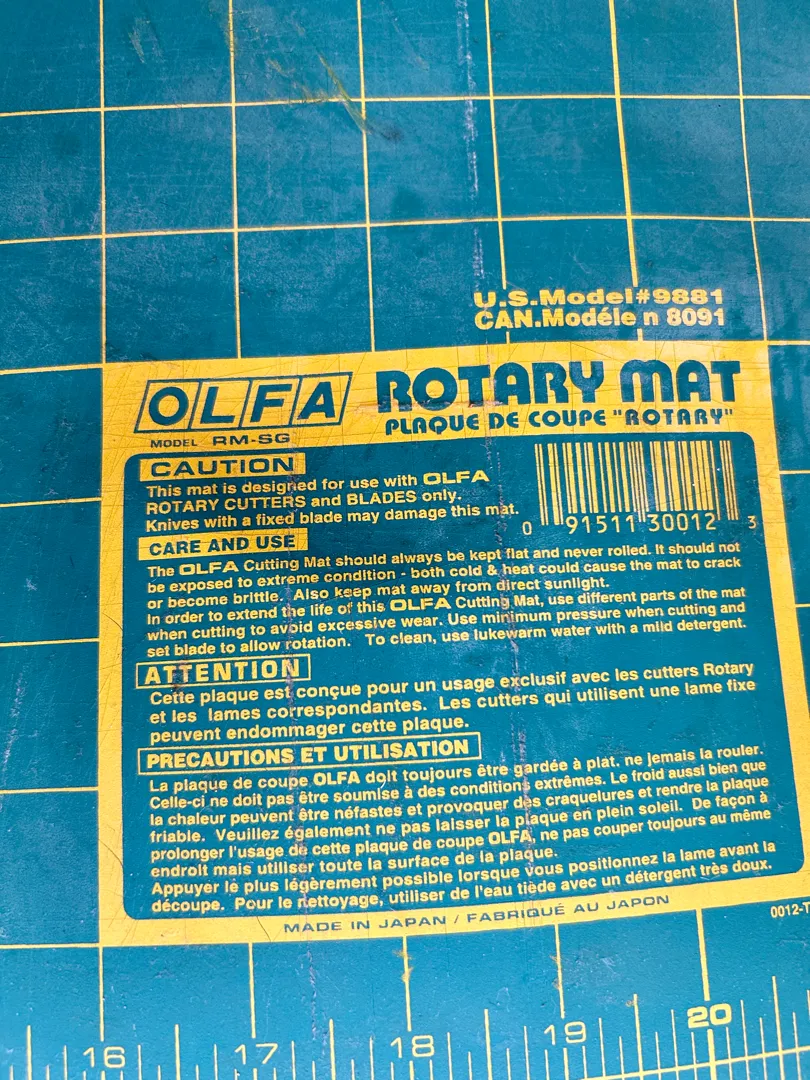 U.S.Model#9881
CAN.Modéle n 8091
OLFA ROTARY MAT
PLAQUE DE COUPE "ROTARY"
MODEL RM-SG
CAUTION
This mat is designed for use with OLFA
ROTARY CUTTERS and BLADES only.
Knives with a fixed blade may damage this mat.
0 91511 30012 3
CARE AND USE
The OLFA Cutting Mat should always be kept flat and never rolled. It should not
be exposed to extreme condition - both cold & heat could cause the mat to crack
or become brittle. Also keep mat away from direct sunlight.
In order to extend the life of this OLFA Cutting Mat, use different parts of the mat
when cutting to avoid excessive wear. Use minimum pressure when cutting and
set blade to allow rotation. To clean, use lukewarm water with a mild detergent.
ATTENTION
Cette plaque est conçue pour un usage exclusif avec les cutters Rotary
et les lames correspondantes. Les cutters qui utilisent une lame fixe
peuvent endommager cette plaque.
PRECAUTIONS ET UTILISATION
La plaque de coupe OLFA doit toujours être gardée à plat. ne jemais la rouler.
Celle-ci ne doit pas être soumise à des conditions extrêmes. Le froid aussi bien que
la chaleur peuvent être néfastes et provoquer des craquelures et rendre la plaque
friable. Veuillez également ne pas laisser la plaque en plein soleil. De façon à
prolonger l'usage de cette plaque de coupe OLFA, ne pas couper toujours au même
endroit mais utiliser toute la surface de la plaque.
Appuyer le plus légèrement possible lorsque vous positionnez la lame avant la
découpe. Pour le nettoyage, utiliser de l'eau tiède avec un détergent très doux.
MADE IN JAPAN / FABRIQUÉ AU JAPON
0012-T
16 17 18 19 20